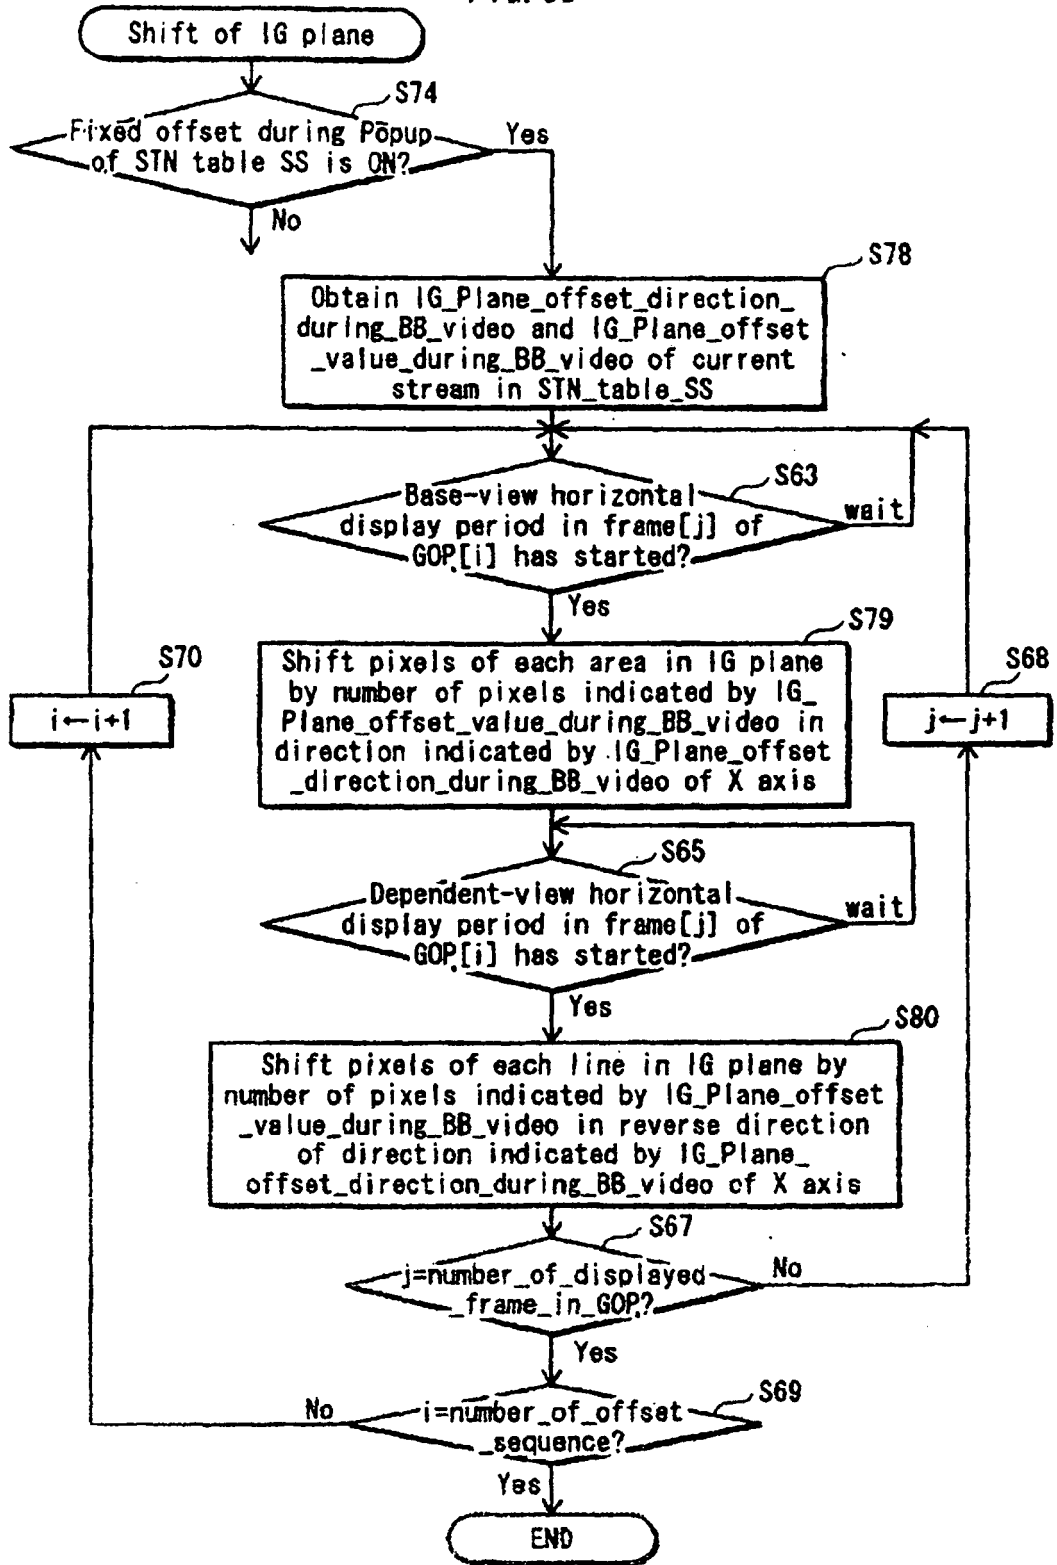 Shift of IG plane
S74
Fixed offset during Popup
of STN table SS is ON?
Yes
No
S78
Obtain IG_Plane_offset_direction_
during_BB_video and IG_Plane_offset
_value_during_BB_video of current
stream in STN_table_SS
S63
Base-view horizontal
display period in frame[j] of
GOP[i] has started?
wait
Yes
S79
Shift pixels of each area in IG plane
by number of pixels indicated by IG_
Plane_offset_value_during_BB_video in
direction indicated by IG_Plane_offset
_direction_during_BB_video of X axis
S70
i←i+1
S68
j←j+1
S65
Dependent-view horizontal
display period in frame[j] of
GOP[i] has started?
wait
Yes
S80
Shift pixels of each line in IG plane by
number of pixels indicated by IG_Plane_offset
_value_during_BB_video in reverse direction
of direction indicated by IG_Plane_
offset_direction_during_BB_video of X axis
S67
j=number_of_displayed
_frame_in_GOP?
No
Yes
S69
i=number_of_offset
_sequence?
No
Yes
END